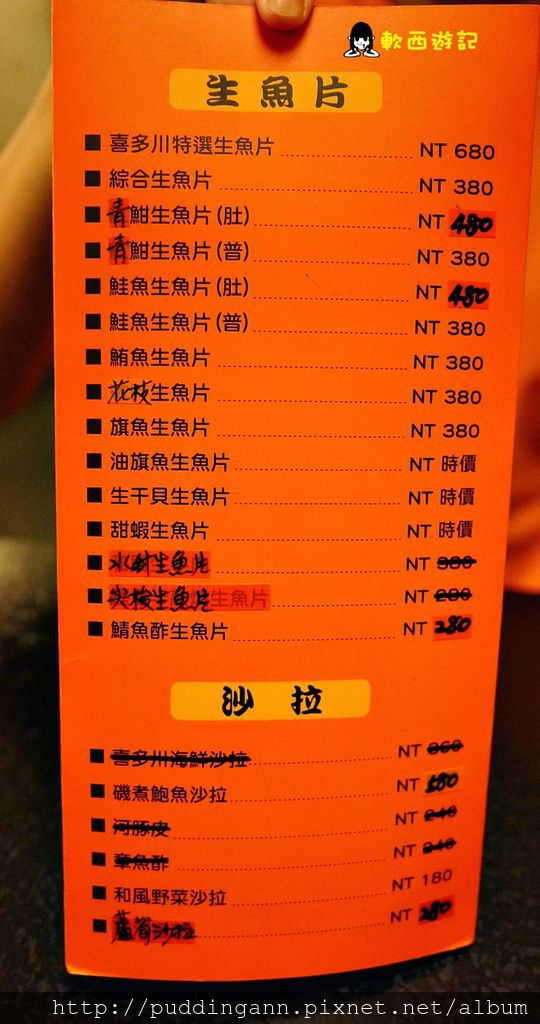 軟西遊記
生魚片
■ 喜多川特選生魚片 NT 680
■ 綜合生魚片 NT 380
■ 青魽生魚片(肚) NT 480
■ 青魽生魚片(普) NT 380
■ 鮭魚生魚片(肚) NT 480
■ 鮭魚生魚片(普) NT 380
■ 鮪魚生魚片 NT 380
■ 花枝生魚片 NT 380
■ 旗魚生魚片 NT 380
■ 油旗魚生魚片 NT 時價
■ 生干貝生魚片 NT 時價
■ 甜蝦生魚片 NT 時價
■ 水針生魚片 NT 380
■ 尖梭生魚片 生魚片 NT 280
■ 鯖魚酢生魚片 NT 280
沙拉
■ 喜多川海鮮沙拉 NT 360
■ 磯煮鮑魚沙拉 NT 580
■ 河豚皮 NT 240
■ 章魚酢 NT 240
■ 和風野菜沙拉 NT 180
■ 蘆筍沙拉 NT 280
http://puddingann.pixnet.net/album